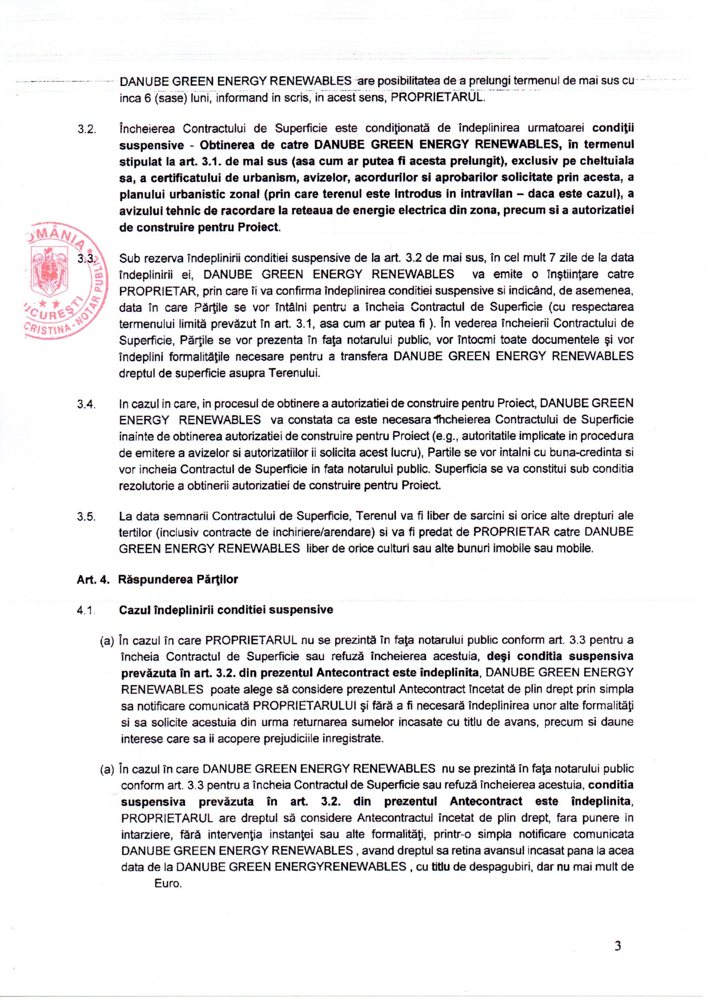 DANUBE GREEN ENERGY RENEWABLES are posibilitatea de a prelungi termenul de mai sus cu
inca 6 (sase) luni, informand in scris, in acest sens, PROPRIETARUL.
3.2. Încheierea Contractului de Superficie este condiţionată de îndeplinirea urmatoarei condiţii
suspensive - Obtinerea de catre DANUBE GREEN ENERGY RENEWABLES, în termenul
stipulat la art. 3.1. de mai sus (asa cum ar putea fi acesta prelungit), exclusiv pe cheltuiala
sa, a certificatului de urbanism, avizelor, acordurilor si aprobarilor solicitate prin acesta, a
planului urbanistic zonal (prin care terenul este introdus in intravilan – daca este cazul), a
avizului tehnic de racordare la reteaua de energie electrica din zona, precum si a autorizatiei
de construire pentru Proiect.
OMÂNIA
BUCUREŞTI
CRISTINA - NOTAR PUBLIC
3.3. Sub rezerva îndeplinirii conditiei suspensive de la art. 3.2 de mai sus, în cel mult 7 zile de la data
îndeplinirii ei, DANUBE GREEN ENERGY RENEWABLES va emite o înştiinţare catre
PROPRIETAR, prin care îi va confirma îndeplinirea conditiei suspensive si indicând, de asemenea,
data în care Părţile se vor întâlni pentru a încheia Contractul de Superficie (cu respectarea
termenului limită prevăzut în art. 3.1, asa cum ar putea fi ). În vederea încheierii Contractului de
Superficie, Părţile se vor prezenta în faţa notarului public, vor întocmi toate documentele şi vor
îndeplini formalităţile necesare pentru a transfera DANUBE GREEN ENERGY RENEWABLES
dreptul de superficie asupra Terenului.
3.4. In cazul in care, in procesul de obtinere a autorizatiei de construire pentru Proiect, DANUBE GREEN
ENERGY RENEWABLES va constata ca este necesara încheierea Contractului de Superficie
inainte de obtinerea autorizatiei de construire pentru Proiect (e.g., autoritatile implicate in procedura
de emitere a avizelor si autorizatiilor ii solicita acest lucru), Partile se vor intalni cu buna-credinta si
vor incheia Contractul de Superficie in fata notarului public. Superficia se va constitui sub conditia
rezolutorie a obtinerii autorizatiei de construire pentru Proiect.
3.5. La data semnarii Contractului de Superficie, Terenul va fi liber de sarcini si orice alte drepturi ale
tertilor (inclusiv contracte de inchiriere/arendare) si va fi predat de PROPRIETAR catre DANUBE
GREEN ENERGY RENEWABLES liber de orice culturi sau alte bunuri imobile sau mobile.
Art. 4. Răspunderea Părţilor
4.1. Cazul îndeplinirii conditiei suspensive
(a) În cazul în care PROPRIETARUL nu se prezintă în faţa notarului public conform art. 3.3 pentru a
încheia Contractul de Superficie sau refuză încheierea acestuia, deşi conditia suspensiva
prevăzuta în art. 3.2. din prezentul Antecontract este îndeplinita, DANUBE GREEN ENERGY
RENEWABLES poate alege să considere prezentul Antecontract încetat de plin drept prin simpla
sa notificare comunicată PROPRIETARULUI şi fără a fi necesară îndeplinirea unor alte formalităţi
si sa solicite acestuia din urma returnarea sumelor incasate cu titlu de avans, precum si daune
interese care sa ii acopere prejudiciile inregistrate.
(a) În cazul în care DANUBE GREEN ENERGY RENEWABLES nu se prezintă în faţa notarului public
conform art. 3.3 pentru a încheia Contractul de Superficie sau refuză încheierea acestuia, conditia
suspensiva prevăzuta în art. 3.2. din prezentul Antecontract este îndeplinita,
PROPRIETARUL are dreptul să considere Antecontractul încetat de plin drept, fara punere in
intarziere, fără intervenţia instanţei sau alte formalităţi, printr-o simpla notificare comunicata
DANUBE GREEN ENERGY RENEWABLES , avand dreptul sa retina avansul incasat pana la acea
data de la DANUBE GREEN ENERGYRENEWABLES , cu titlu de despagubiri, dar nu mai mult de
Euro.
3